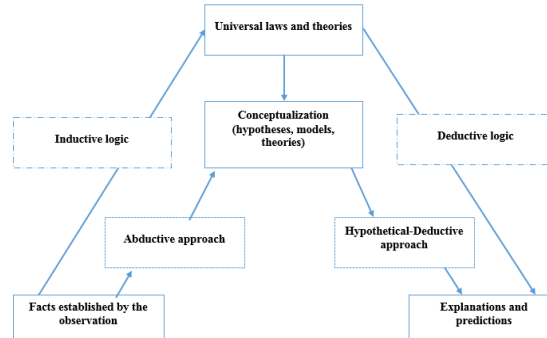 Universal laws and theories
Conceptualization
(hypotheses, models,
theories)
Inductive logic
Deductive logic
Abductive approach
Hypothetical-Deductive
approach
Facts established by the
observation
Explanations and
predictions